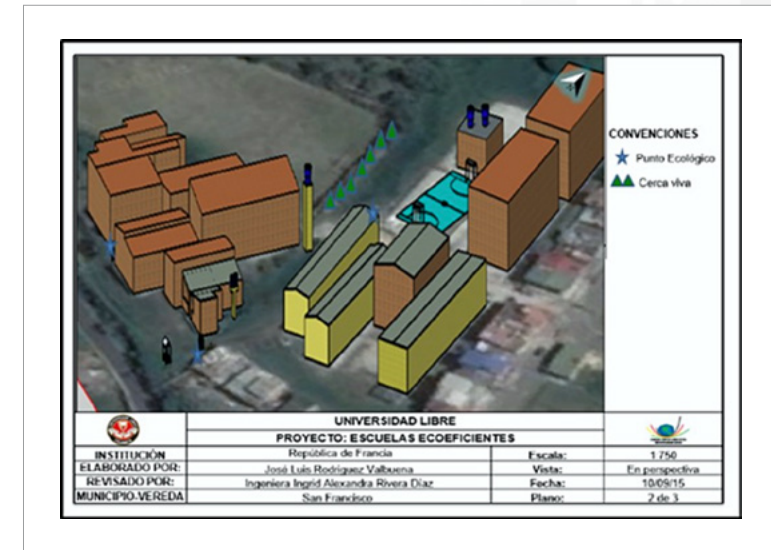 CONVENCIONES
Punto Ecológico
Cerca viva
UNIVERSIDAD LIBRE
PROYECTO: ESCUELAS ECOEFICIENTES
INSTITUCIÓN República de Francia Escala: 1 750
ELABORADO POR: José Luis Rodriguez Valbuena Vista: En perspectiva
REVISADO POR: Ingeniera Ingrid Alexandra Rivera Díaz Fecha: 10/09/15
MUNICIPIO-VEREDA San Francisco Plano: 2 de 3